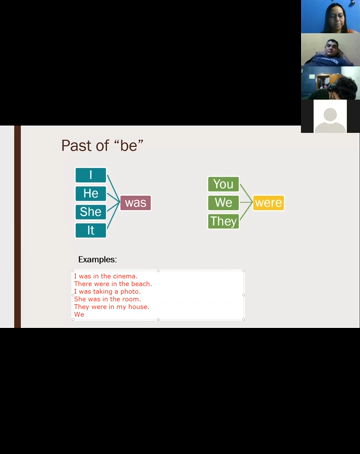 Past of “be”
I
He
She
It
was
You
We
They
were
Examples:
I was in the cinema.
There were in the beach.
I was taking a photo.
She was in the room.
They were in my house.
We